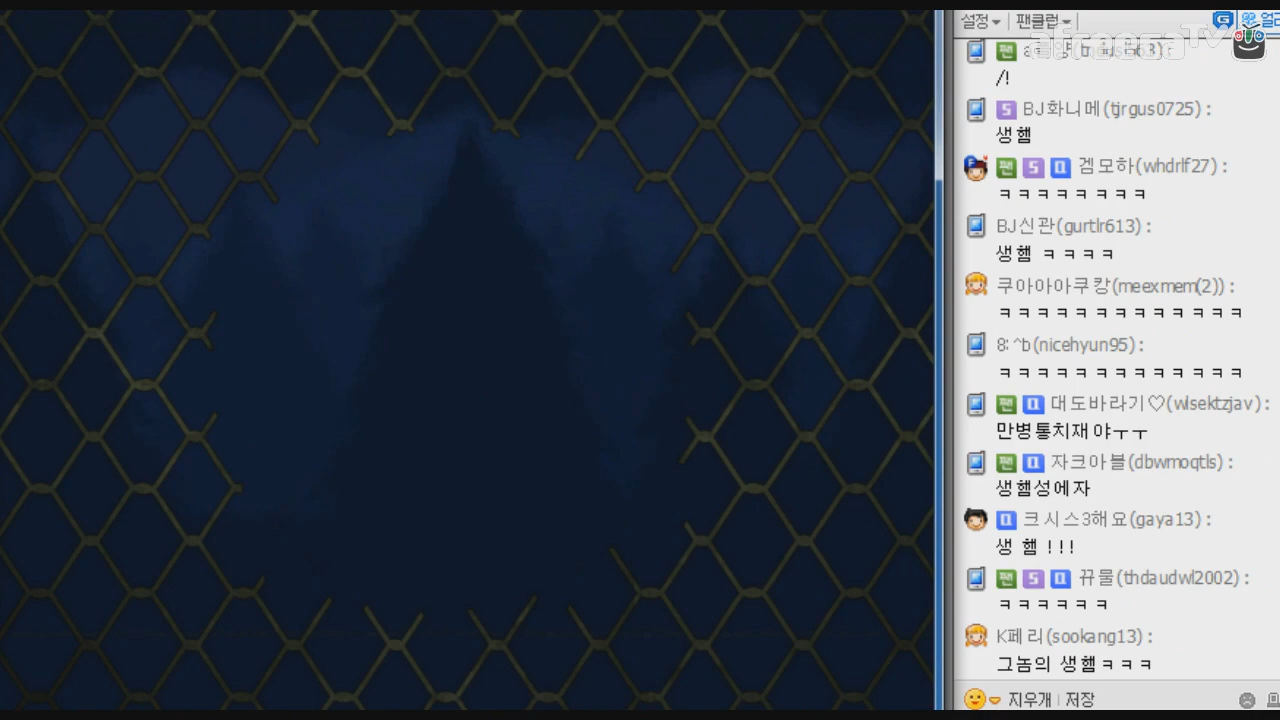 설정 팬클럽
afreecaTV
/!
BJ화니메(tjrgus0725) :
생햄
겜모하(whdrlf27) :
ㅋㅋㅋㅋㅋㅋㅋㅋ
BJ신관(gurtlr613) :
생햄 ㅋㅋㅋㅋ
쿠아아아쿠캉(meexmem(2)) :
ㅋㅋㅋㅋㅋㅋㅋㅋㅋㅋㅋㅋㅋ
8:^b(nicehyun95) :
ㅋㅋㅋㅋㅋㅋㅋㅋㅋㅋㅋㅋㅋ
팬 대도바라기♡(wlsektzjav) :
만병통치재야ㅜㅜ
자크아블(dbwmoqtls) :
생햄성에자
크시스3해요(gaya13) :
생 햄 !!!
뀨물(thdaudwl2002) :
ㅋㅋㅋㅋㅋㅋ
K페리(sookang13) :
그놈의 생햄ㅋㅋㅋ
지우개 저장